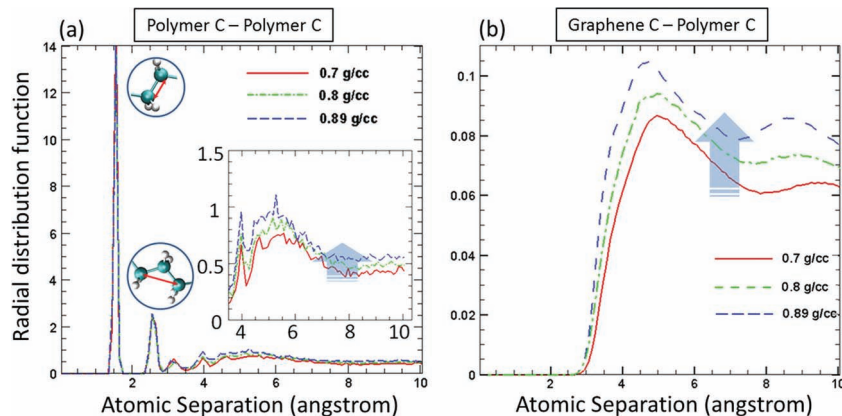 (a)
Polymer C – Polymer C
Radial distribution function
14
12
10
8
6
4
2
0
0.7 g/cc
0.8 g/cc
0.89 g/cc
1.5
1
0.5
0
4
6
8
10
2
4
6
8
10
Atomic Separation (angstrom)
(b)
Graphene C – Polymer C
0.1
0.08
0.06
0.04
0.02
0
0.7 g/cc
0.8 g/cc
0.89 g/cc
2
4
6
8
10
Atomic Separation (angstrom)